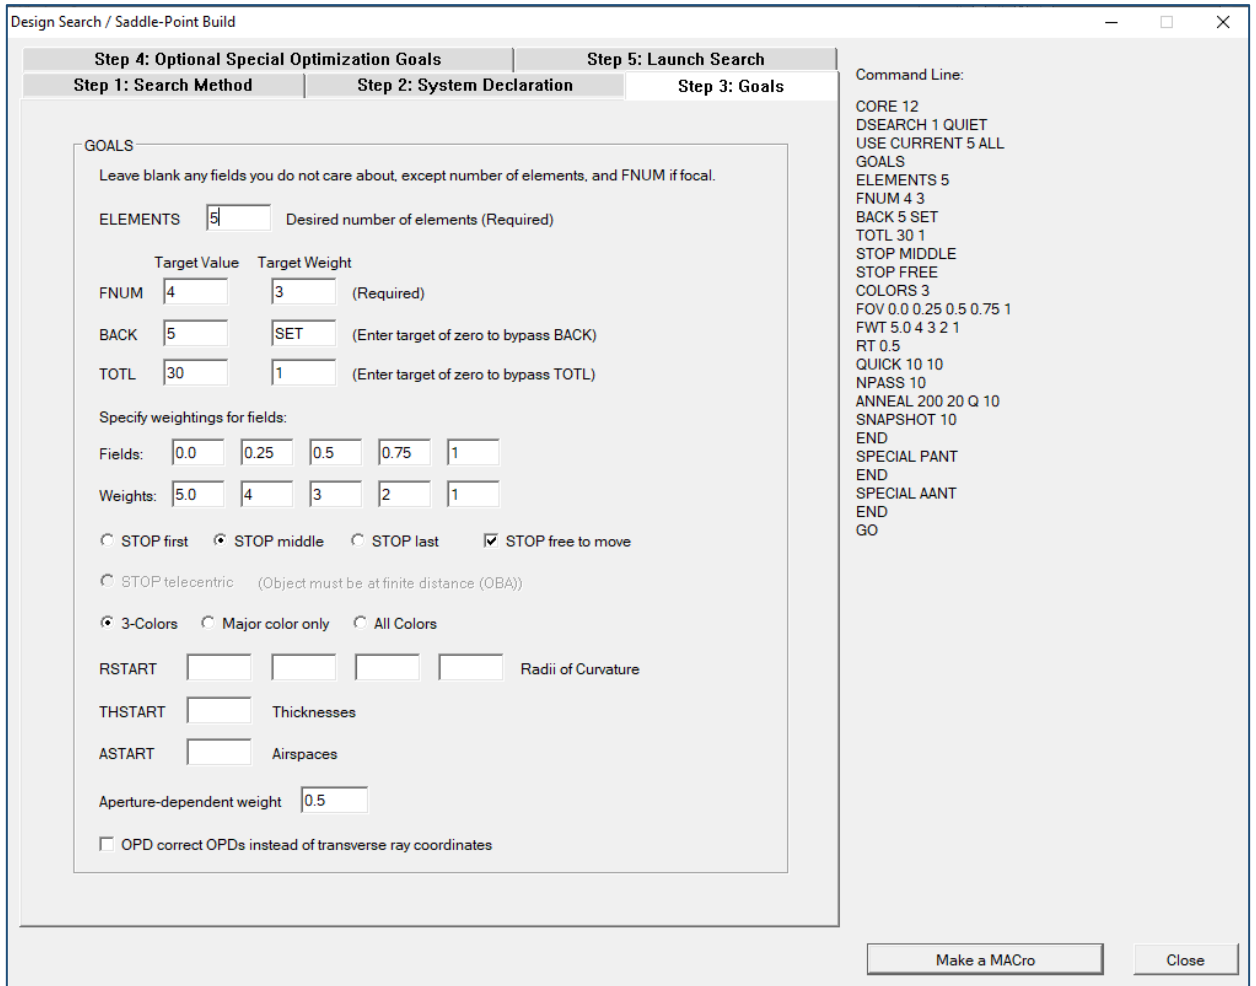 Design Search / Saddle-Point Build
Step 4: Optional Special Optimization Goals
Step 5: Launch Search
Step 1: Search Method
Step 2: System Declaration
Step 3: Goals
GOALS
Leave blank any fields you do not care about, except number of elements, and FNUM if focal.
ELEMENTS 5 Desired number of elements (Required)
Target Value Target Weight
FNUM 4 3 (Required)
BACK 5 SET (Enter target of zero to bypass BACK)
TOTL 30 1 (Enter target of zero to bypass TOTL)
Specify weightings for fields:
Fields: 0.0 0.25 0.5 0.75 1
Weights: 5.0 4 3 2 1
STOP first STOP middle STOP last STOP free to move
STOP telecentric (Object must be at finite distance (OBA))
3-Colors Major color only All Colors
RSTART Radii of Curvature
THSTART Thicknesses
ASTART Airspaces
Aperture-dependent weight 0.5
OPD correct OPDs instead of transverse ray coordinates
Command Line:
CORE 12
DSEARCH 1 QUIET
USE CURRENT 5 ALL
GOALS
ELEMENTS 5
FNUM 4 3
BACK 5 SET
TOTL 30 1
STOP MIDDLE
STOP FREE
COLORS 3
FOV 0.0 0.25 0.5 0.75 1
FWT 5.0 4 3 2 1
RT 0.5
QUICK 10 10
NPASS 10
ANNEAL 200 20 Q 10
SNAPSHOT 10
END
SPECIAL PANT
END
SPECIAL AANT
END
GO
Make a MACro
Close